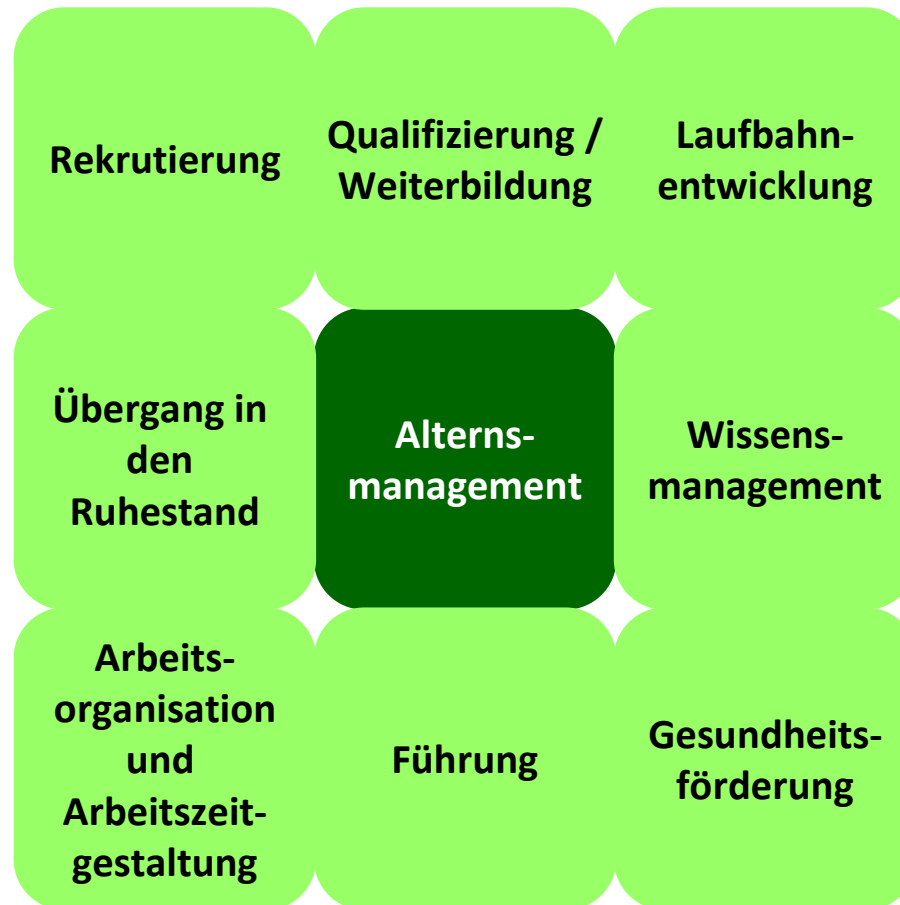 Rekrutierung
Qualifizierung /
Weiterbildung
Laufbahn-
entwicklung
Übergang in
den
Ruhestand
Alterns-
management
Wissens-
management
Arbeits-
organisation
und
Arbeitszeit-
gestaltung
Führung
Gesundheits-
förderung